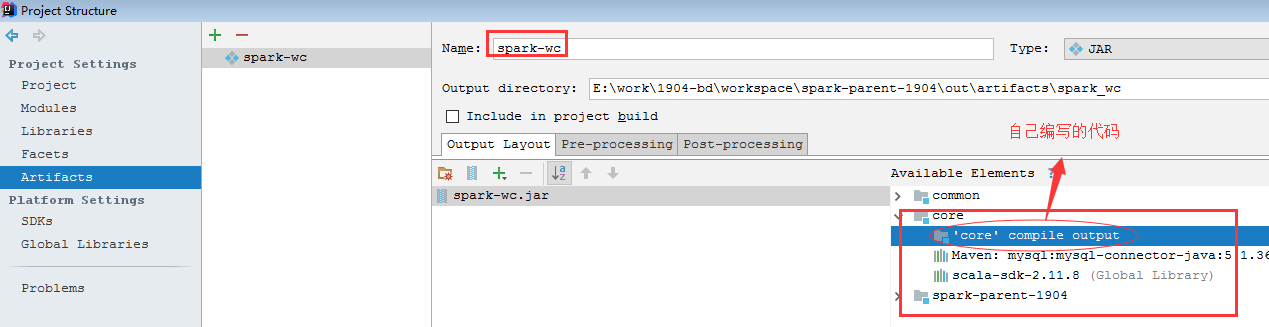 Project Structure
Project Settings
Project
Modules
Libraries
Facets
Artifacts
Platform Settings
SDKs
Global Libraries
Problems
spark-wc
Name: spark-wc Type: JAR
Output directory: E:\work\1904-bd\workspace\spark-parent-1904\out\artifacts\spark_wc
Include in project build
自己编写的代码
Output Layout Pre-processing Post-processing
Available Elements ?
spark-wc.jar
common
core
'core' compile output
Maven: mysql:mysql-connector-java:5.1.36
scala-sdk-2.11.8 (Global Library)
spark-parent-1904